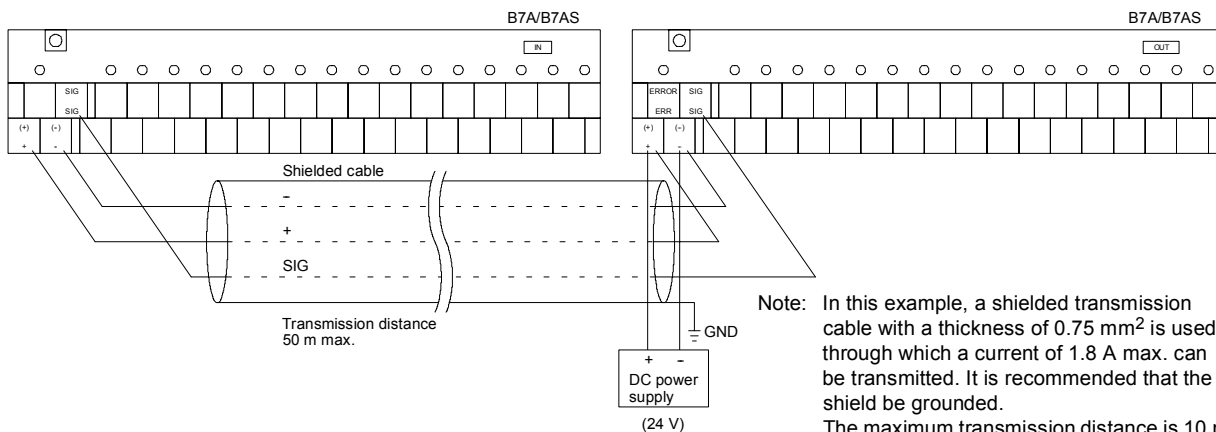 B7A/B7AS
B7A/B7AS
IN
OUT
SIG
SIG
(+) (-)
+ -
ERROR SIG
ERR SIG
(+) (-)
+ -
Shielded cable
-
+
SIG
Transmission distance
50 m max.
GND
+ -
DC power
supply
(24 V)
Note: In this example, a shielded transmission
cable with a thickness of 0.75 mm² is used
through which a current of 1.8 A max. can
be transmitted. It is recommended that the
shield be grounded.
The maximum transmission distance is 10